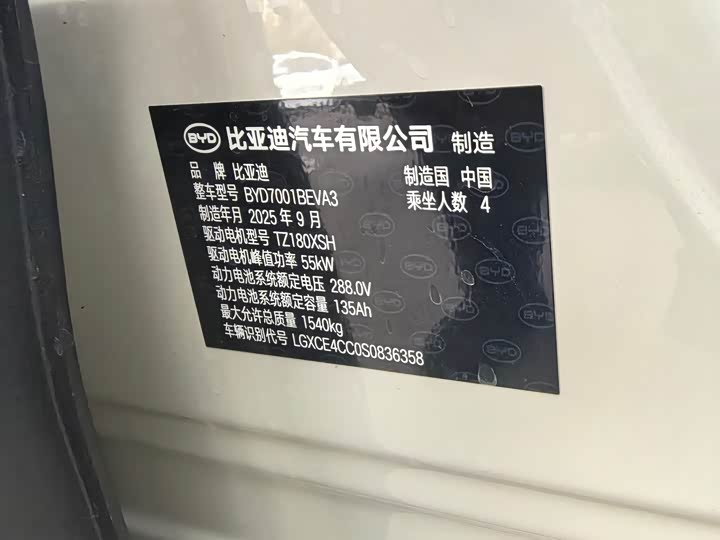 BYD 比亚迪汽车有限公司 制造
品 牌 比亚迪 制造国 中国
整车型号 BYD7001BEVA3 乘坐人数 4
制造年月 2025 年 9 月
驱动电机型号 TZ180XSH
驱动电机峰值功率 55kW
动力电池系统额定电压 288.0V
动力电池系统额定容量 135Ah
最大允许总质量 1540kg
车辆识别代号 LGXCE4CC0S0836358